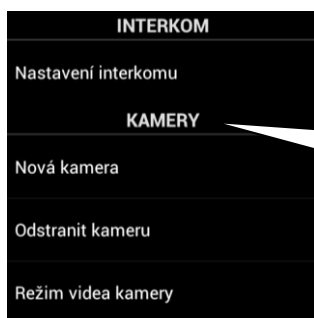 INTERKOM
Nastavení interkomu
KAMERY
Nová kamera
Odstranit kameru
Režim videa kamery